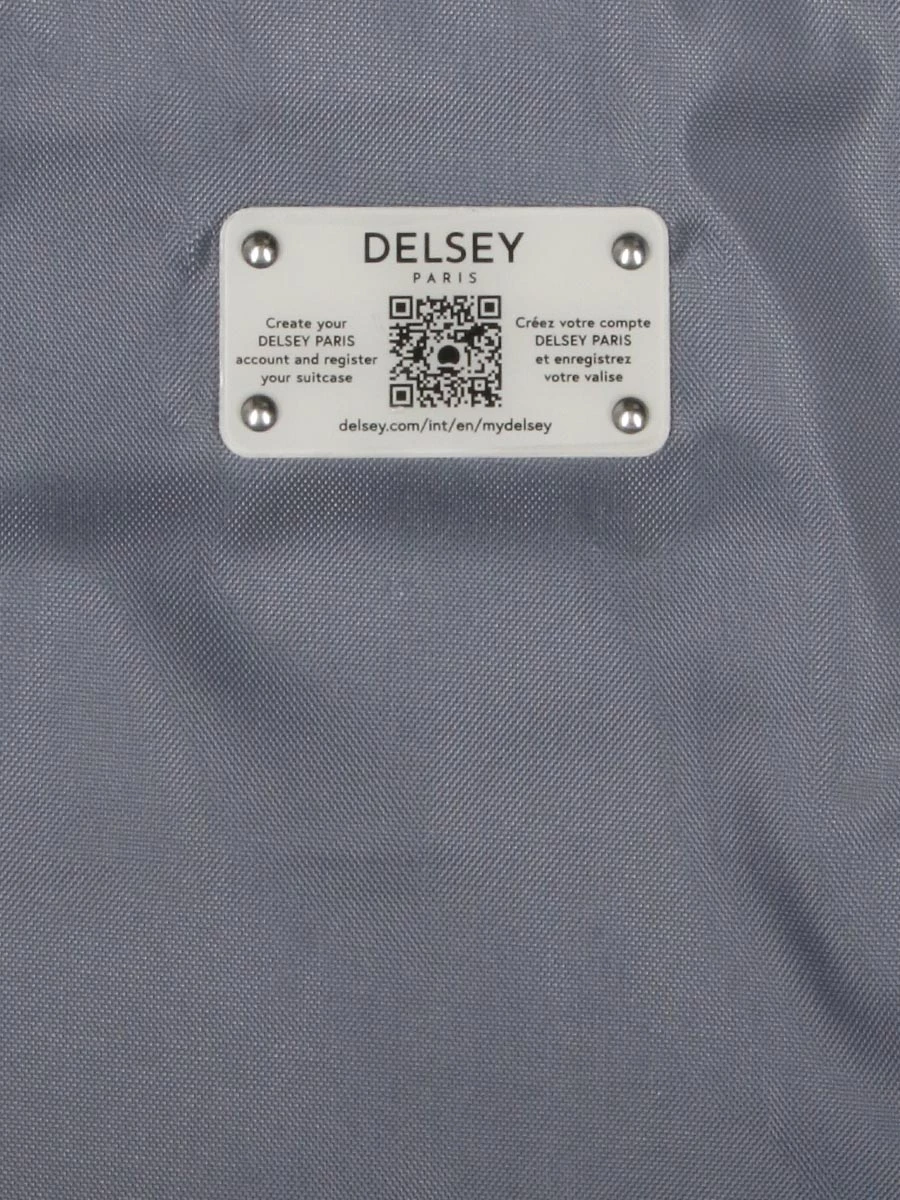 DELSEY
PARIS
Create your
DELSEY PARIS
account and register
your suitcase
Créez votre compte
DELSEY PARIS
et enregistrez
votre valise
delsey.com/int/en/mydelsey